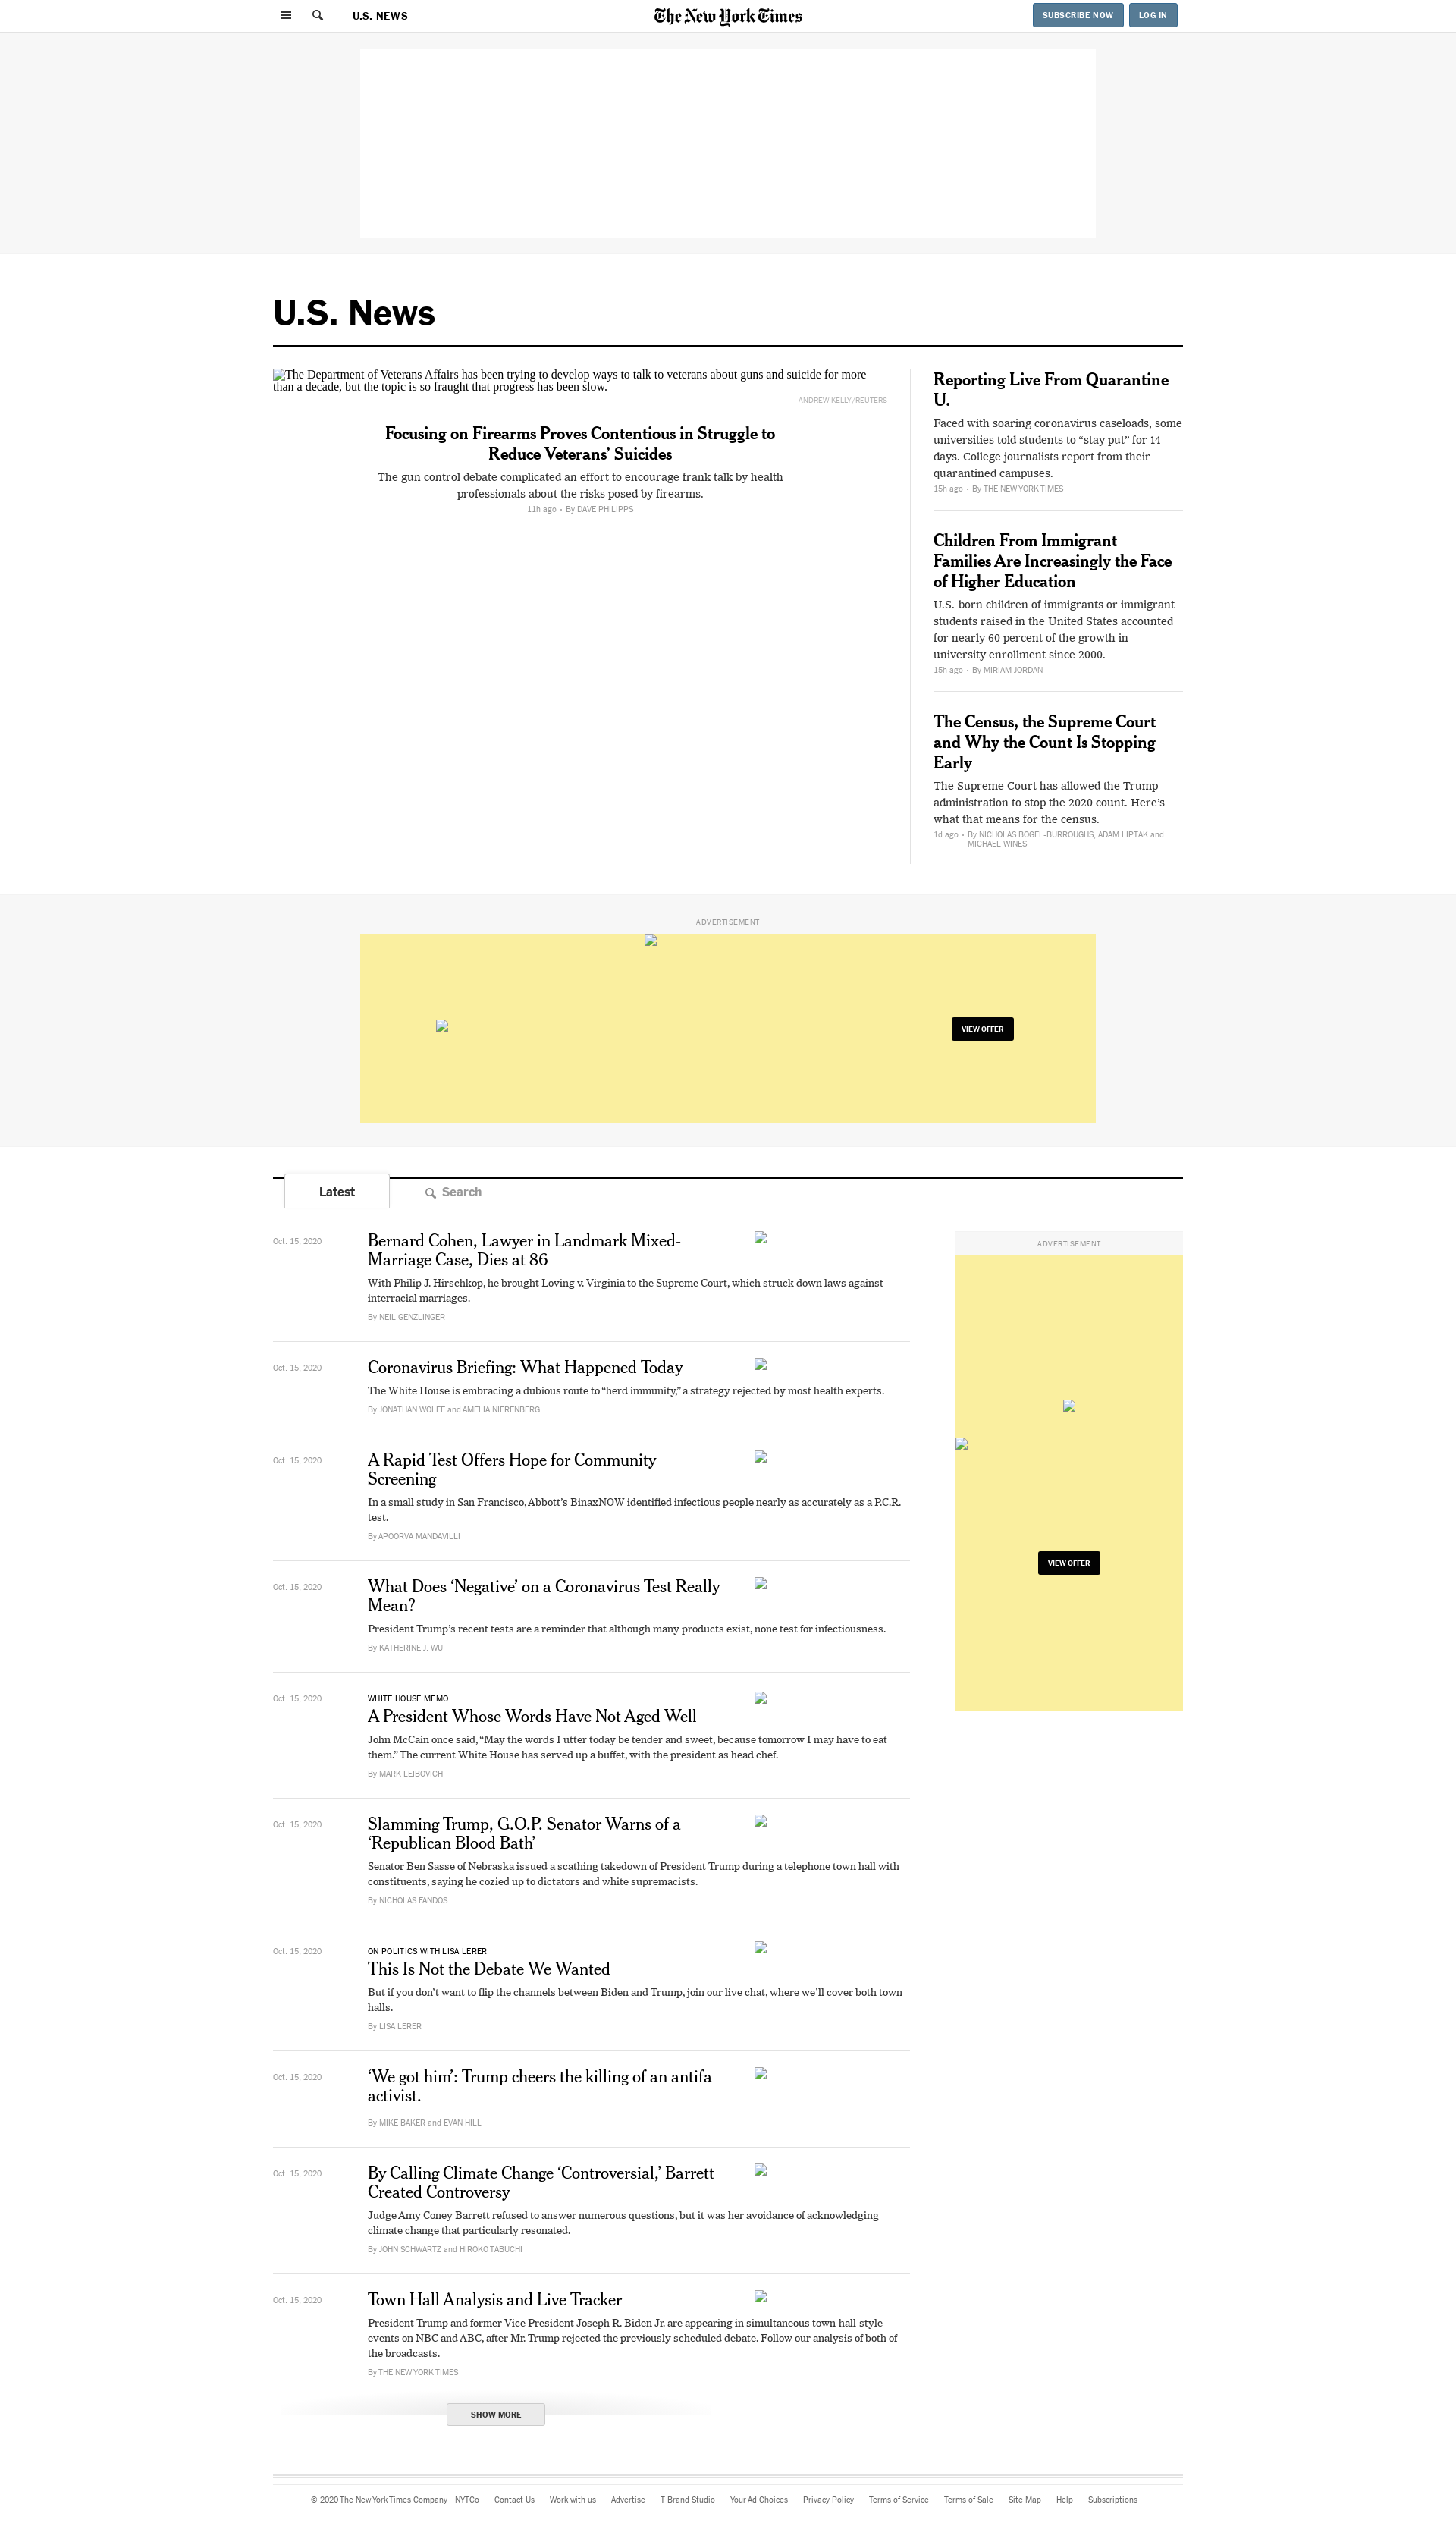 U.S. NEWS
The New York Times
SUBSCRIBE NOW
LOG IN
U.S. News
The Department of Veterans Affairs has been trying to develop ways to talk to veterans about guns and suicide for more
than a decade, but the topic is so fraught that progress has been slow.
ANDREW KELLY/REUTERS
Focusing on Firearms Proves Contentious in Struggle to
Reduce Veterans’ Suicides
The gun control debate complicated an effort to encourage frank talk by health
professionals about the risks posed by firearms.
11h ago • By DAVE PHILIPPS
Reporting Live From Quarantine
U.
Faced with soaring coronavirus caseloads, some
universities told students to “stay put” for 14
days. College journalists report from their
quarantined campuses.
15h ago • By THE NEW YORK TIMES
Children From Immigrant
Families Are Increasingly the Face
of Higher Education
U.S.-born children of immigrants or immigrant
students raised in the United States accounted
for nearly 60 percent of the growth in
university enrollment since 2000.
15h ago • By MIRIAM JORDAN
The Census, the Supreme Court
and Why the Count Is Stopping
Early
The Supreme Court has allowed the Trump
administration to stop the 2020 count. Here’s
what that means for the census.
1d ago • By NICHOLAS BOGEL-BURROUGHS, ADAM LIPTAK and
MICHAEL WINES
ADVERTISEMENT
VIEW OFFER
Latest
Search
Oct. 15, 2020
Bernard Cohen, Lawyer in Landmark Mixed-
Marriage Case, Dies at 86
With Philip J. Hirschkop, he brought Loving v. Virginia to the Supreme Court, which struck down laws against
interracial marriages.
By NEIL GENZLINGER
Oct. 15, 2020
Coronavirus Briefing: What Happened Today
The White House is embracing a dubious route to “herd immunity,” a strategy rejected by most health experts.
By JONATHAN WOLFE and AMELIA NIERENBERG
Oct. 15, 2020
A Rapid Test Offers Hope for Community
Screening
In a small study in San Francisco, Abbott’s BinaxNOW identified infectious people nearly as accurately as a P.C.R.
test.
By APOORVA MANDAVILLI
Oct. 15, 2020
What Does ‘Negative’ on a Coronavirus Test Really
Mean?
President Trump’s recent tests are a reminder that although many products exist, none test for infectiousness.
By KATHERINE J. WU
Oct. 15, 2020
WHITE HOUSE MEMO
A President Whose Words Have Not Aged Well
John McCain once said, “May the words I utter today be tender and sweet, because tomorrow I may have to eat
them.” The current White House has served up a buffet, with the president as head chef.
By MARK LEIBOVICH
Oct. 15, 2020
Slamming Trump, G.O.P. Senator Warns of a
‘Republican Blood Bath’
Senator Ben Sasse of Nebraska issued a scathing takedown of President Trump during a telephone town hall with
constituents, saying he cozied up to dictators and white supremacists.
By NICHOLAS FANDOS
Oct. 15, 2020
ON POLITICS WITH LISA LERER
This Is Not the Debate We Wanted
But if you don’t want to flip the channels between Biden and Trump, join our live chat, where we’ll cover both town
halls.
By LISA LERER
Oct. 15, 2020
‘We got him’: Trump cheers the killing of an antifa
activist.
By MIKE BAKER and EVAN HILL
Oct. 15, 2020
By Calling Climate Change ‘Controversial,’ Barrett
Created Controversy
Judge Amy Coney Barrett refused to answer numerous questions, but it was her avoidance of acknowledging
climate change that particularly resonated.
By JOHN SCHWARTZ and HIROKO TABUCHI
Oct. 15, 2020
Town Hall Analysis and Live Tracker
President Trump and former Vice President Joseph R. Biden Jr. are appearing in simultaneous town-hall-style
events on NBC and ABC, after Mr. Trump rejected the previously scheduled debate. Follow our analysis of both of
the broadcasts.
By THE NEW YORK TIMES
SHOW MORE
ADVERTISEMENT
VIEW OFFER
© 2020 The New York Times Company NYTCo Contact Us Work with us Advertise T Brand Studio Your Ad Choices Privacy Policy Terms of Service Terms of Sale Site Map Help Subscriptions